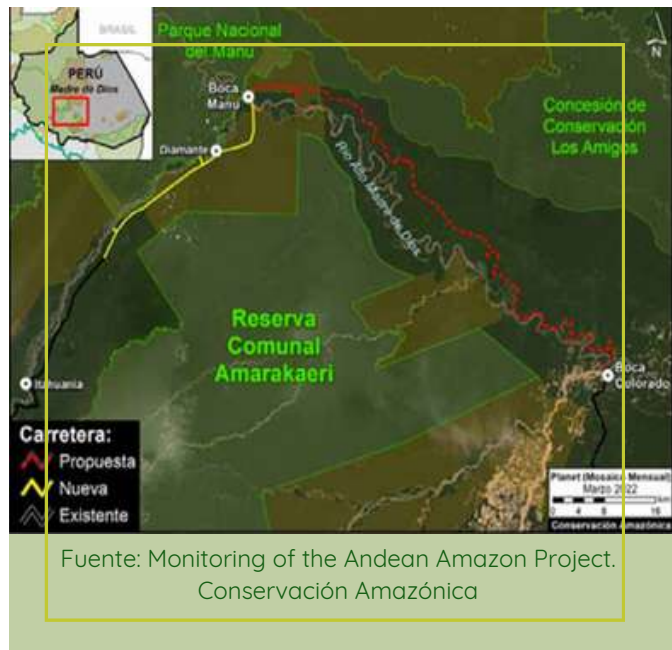 BRASIL
PERÚ
Madre de Dios
Parque Nacional
del Manu
N
Boca
Manu
Concesión de
Conservación
Los Amigos
Diamante
Río Alto Madre de Dios
Reserva
Comunal
Amarakaeri
Itahuania
Boca
Colorado
Carretera:
Propuesta
Nueva
Existente
Planet (Mosaico Mensual)
Marzo 2022
km
0 4 8 16
Conservación Amazónica
Fuente: Monitoring of the Andean Amazon Project.
Conservación Amazónica